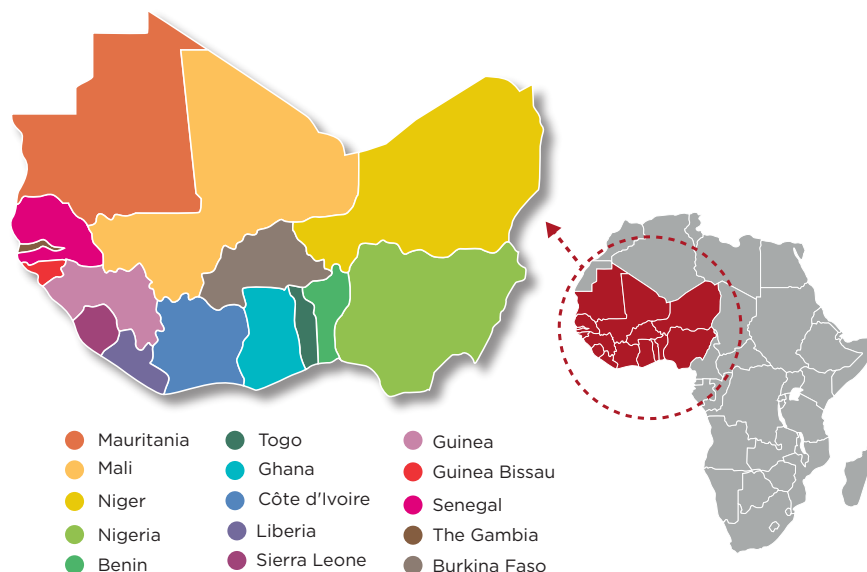 Mauritania
Mali
Niger
Nigeria
Benin
Togo
Ghana
Côte d'Ivoire
Liberia
Sierra Leone
Guinea
Guinea Bissau
Senegal
The Gambia
Burkina Faso